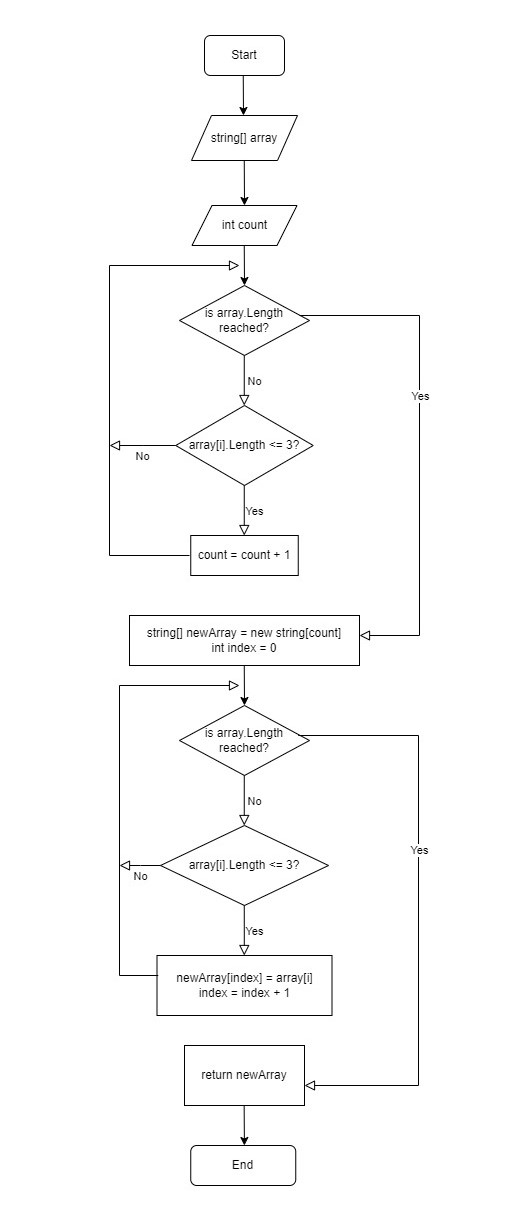 Start
string[] array
int count
is array.Length
reached?
Yes
No
array[i].Length <= 3?
No
Yes
count = count + 1
string[] newArray = new string[count]
int index = 0
is array.Length
reached?
No
Yes
array[i].Length <= 3?
No
Yes
newArray[index] = array[i]
index = index + 1
return newArray
End